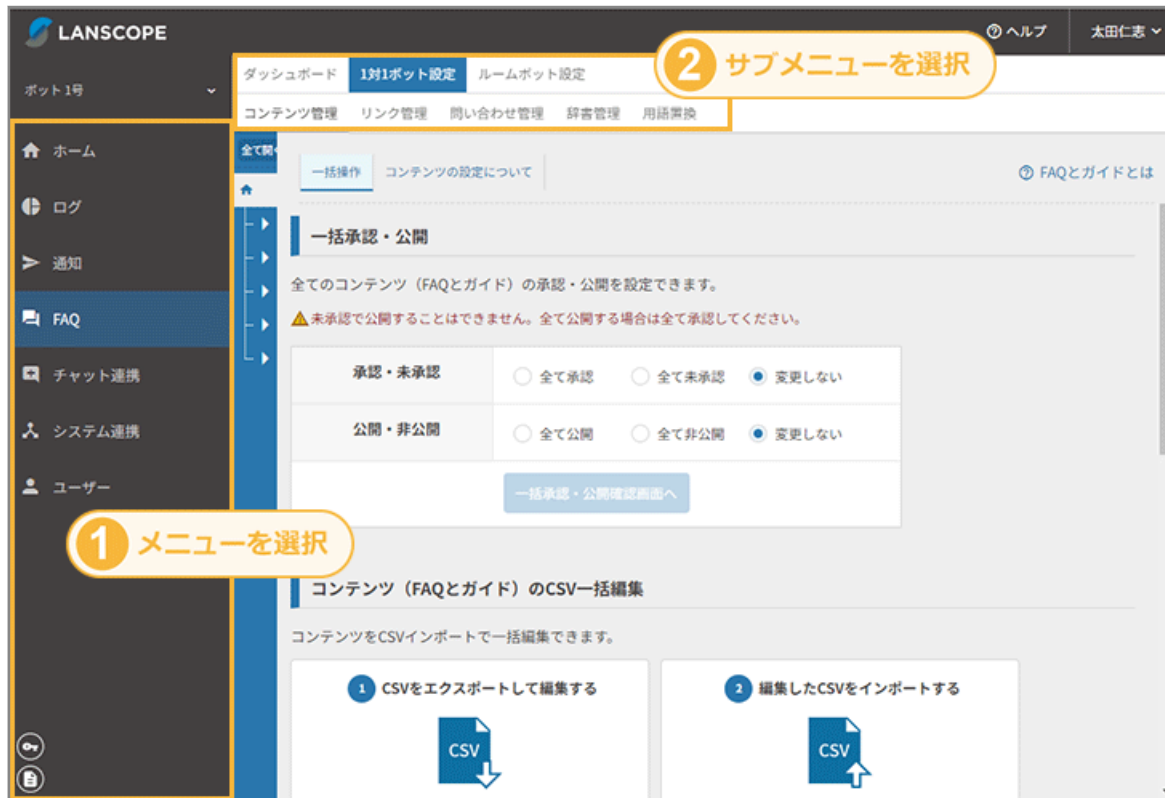 LANSCOPE
ヘルプ
太田仁志
ボット1号
ダッシュボード 1対1ボット設定 ルームボット設定
2 サブメニューを選択
コンテンツ管理 リンク管理 問い合わせ管理 辞書管理 用語置換
ホーム
ログ
通知
FAQ
チャット連携
システム連携
ユーザー
1 メニューを選択
全て開く
一括操作 コンテンツの設定について
FAQとガイドとは
一括承認・公開
全てのコンテンツ（FAQとガイド）の承認・公開を設定できます。
未承認で公開することはできません。全て公開する場合は全て承認してください。
承認・未承認 全て承認 全て未承認 変更しない
公開・非公開 全て公開 全て非公開 変更しない
一括承認・公開確認画面へ
コンテンツ（FAQとガイド）のCSV一括編集
コンテンツをCSVインポートで一括編集できます。
1 CSVをエクスポートして編集する
CSV
2 編集したCSVをインポートする
CSV